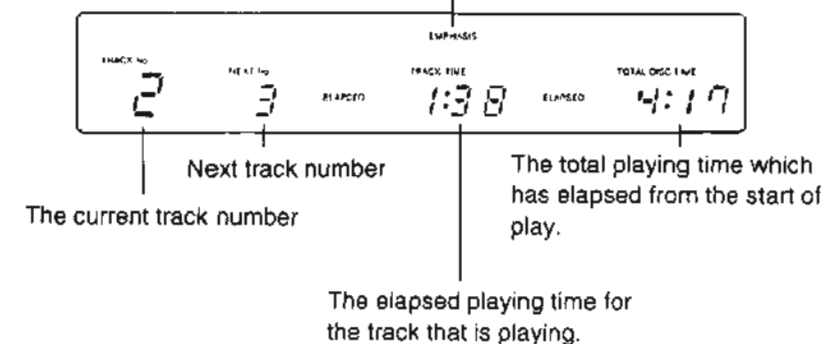 EMPHASIS
TRACK No NEXT No ELAPSED TRACK TIME ELAPSED TOTAL DISC TIME
2 3 1:38 4:17
Next track number
The current track number
The total playing time which
has elapsed from the start of
play.
The elapsed playing time for
the track that is playing.